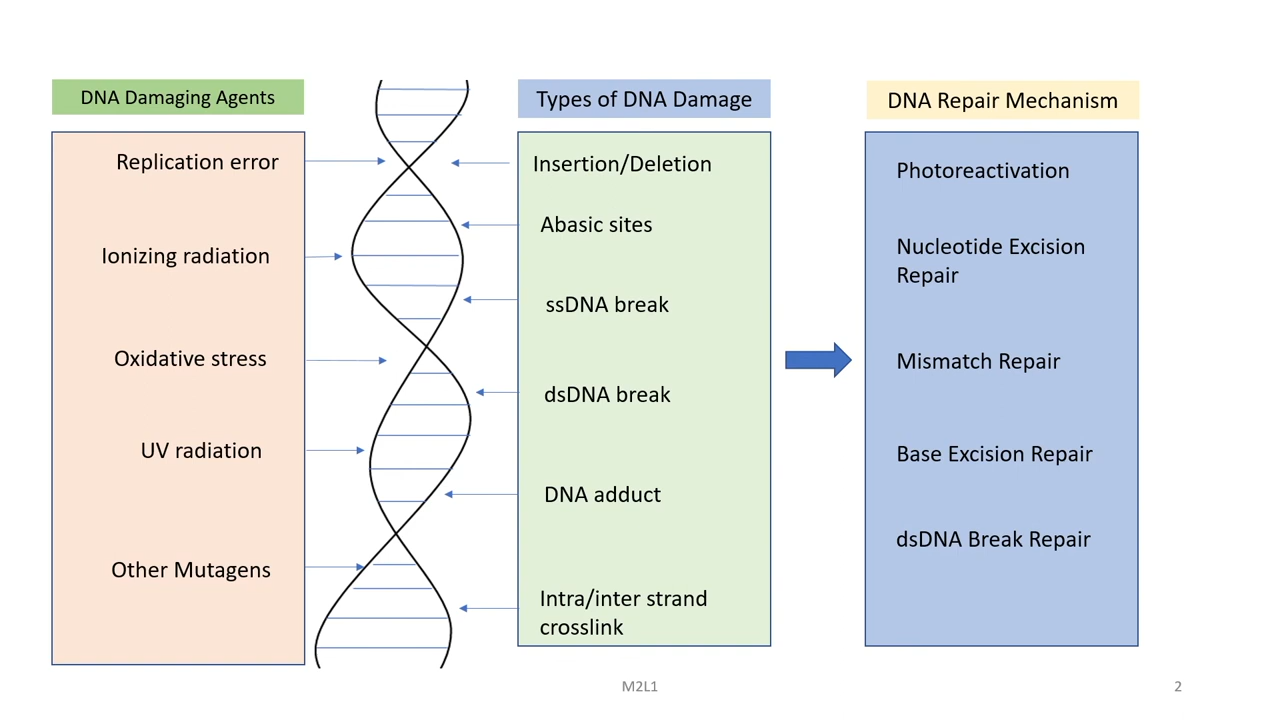 DNA Damaging Agents
Replication error
Ionizing radiation
Oxidative stress
UV radiation
Other Mutagens
Types of DNA Damage
Insertion/Deletion
Abasic sites
ssDNA break
dsDNA break
DNA adduct
Intra/inter strand
crosslink
DNA Repair Mechanism
Photoreactivation
Nucleotide Excision
Repair
Mismatch Repair
Base Excision Repair
dsDNA Break Repair
M2L1
2